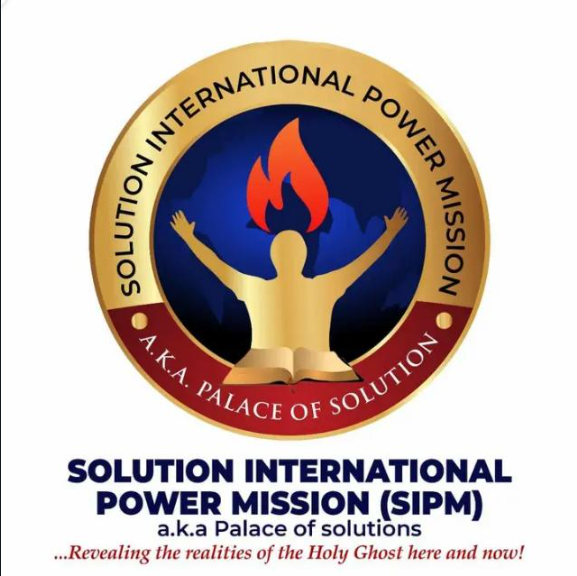 SOLUTION INTERNATIONAL POWER MISSION
A.K.A. PALACE OF SOLUTION
SOLUTION INTERNATIONAL
POWER MISSION (SIPM)
a.k.a Palace of solutions
...Revealing the realities of the Holy Ghost here and now!